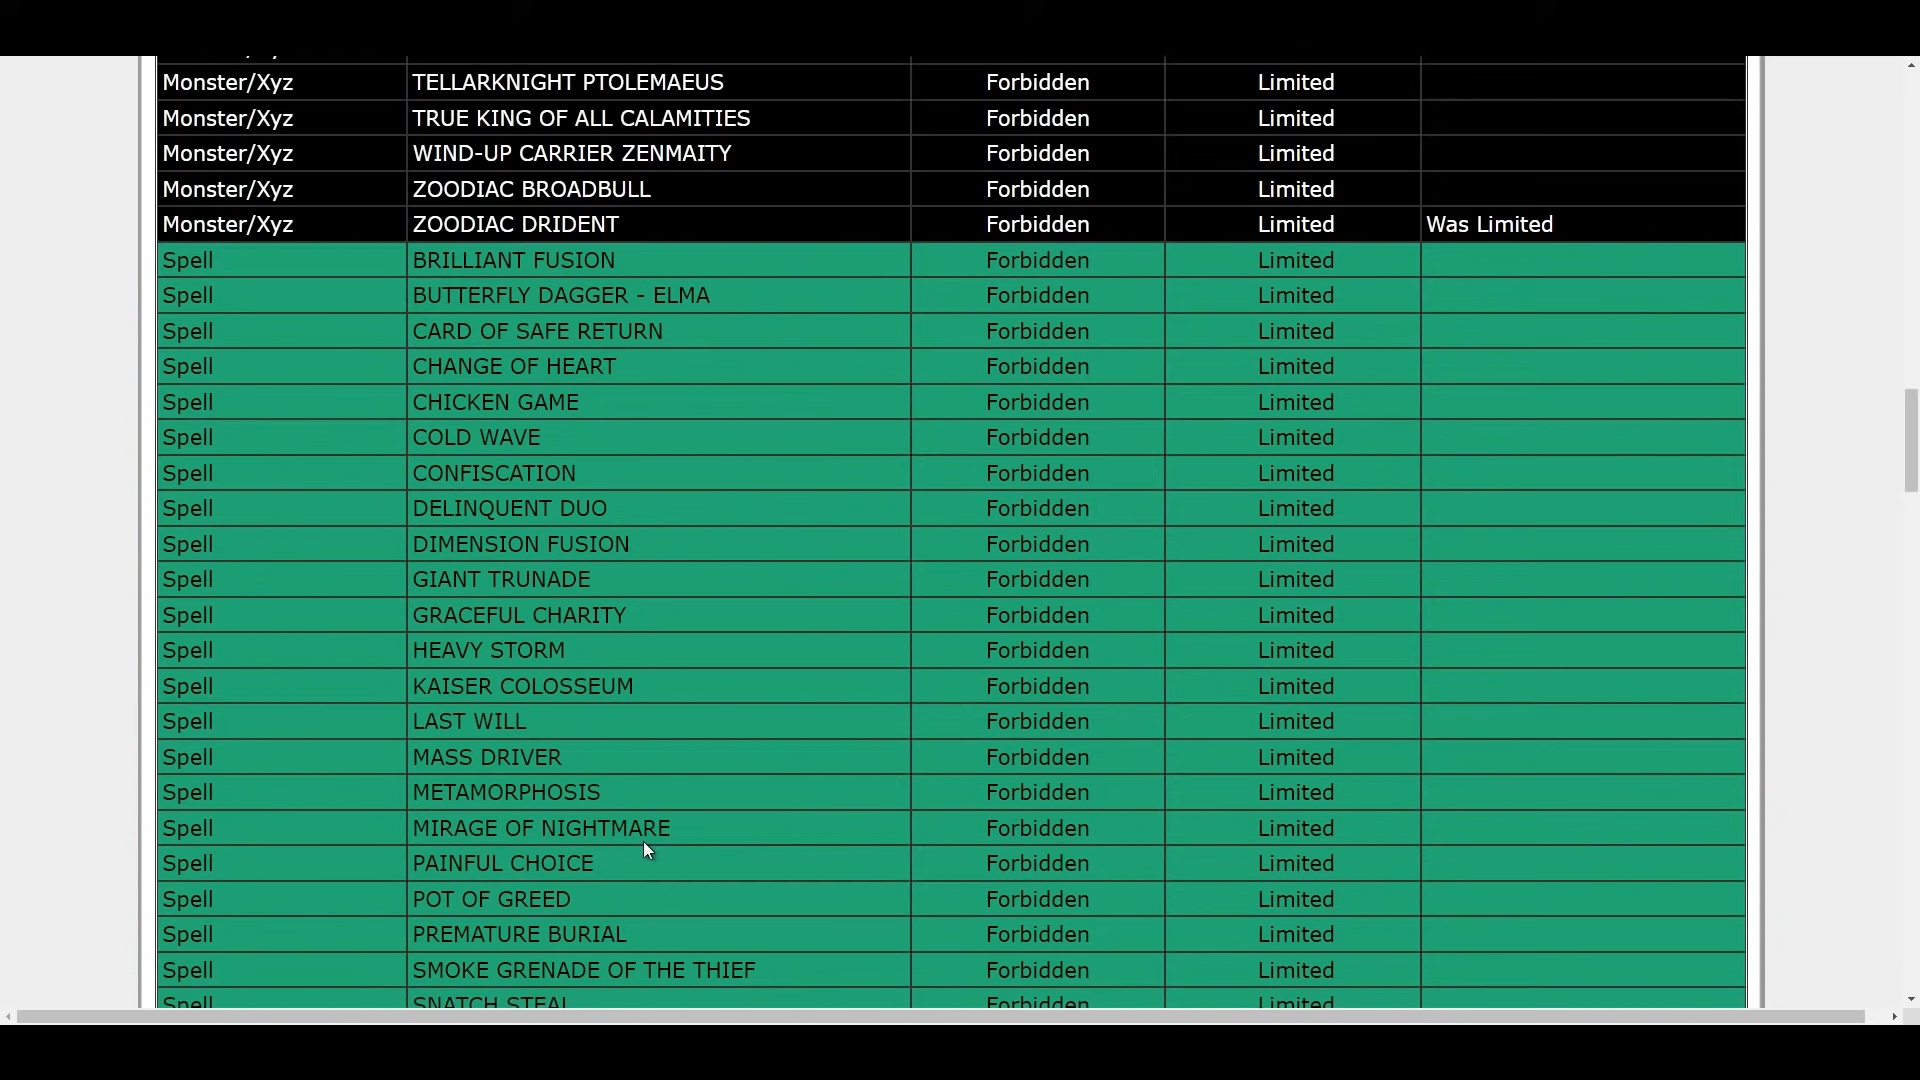 Monster/Xyz TELLARKNIGHT PTOLEMAEUS Forbidden Limited
Monster/Xyz TRUE KING OF ALL CALAMITIES Forbidden Limited
Monster/Xyz WIND-UP CARRIER ZENMAITY Forbidden Limited
Monster/Xyz ZOODIAC BROADBULL Forbidden Limited
Monster/Xyz ZOODIAC DRIDENT Forbidden Limited Was Limited
Spell BRILLIANT FUSION Forbidden Limited
Spell BUTTERFLY DAGGER - ELMA Forbidden Limited
Spell CARD OF SAFE RETURN Forbidden Limited
Spell CHANGE OF HEART Forbidden Limited
Spell CHICKEN GAME Forbidden Limited
Spell COLD WAVE Forbidden Limited
Spell CONFISCATION Forbidden Limited
Spell DELINQUENT DUO Forbidden Limited
Spell DIMENSION FUSION Forbidden Limited
Spell GIANT TRUNADE Forbidden Limited
Spell GRACEFUL CHARITY Forbidden Limited
Spell HEAVY STORM Forbidden Limited
Spell KAISER COLOSSEUM Forbidden Limited
Spell LAST WILL Forbidden Limited
Spell MASS DRIVER Forbidden Limited
Spell METAMORPHOSIS Forbidden Limited
Spell MIRAGE OF NIGHTMARE Forbidden Limited
Spell PAINFUL CHOICE Forbidden Limited
Spell POT OF GREED Forbidden Limited
Spell PREMATURE BURIAL Forbidden Limited
Spell SMOKE GRENADE OF THE THIEF Forbidden Limited
Spell SNATCH STEAL Forbidden Limited